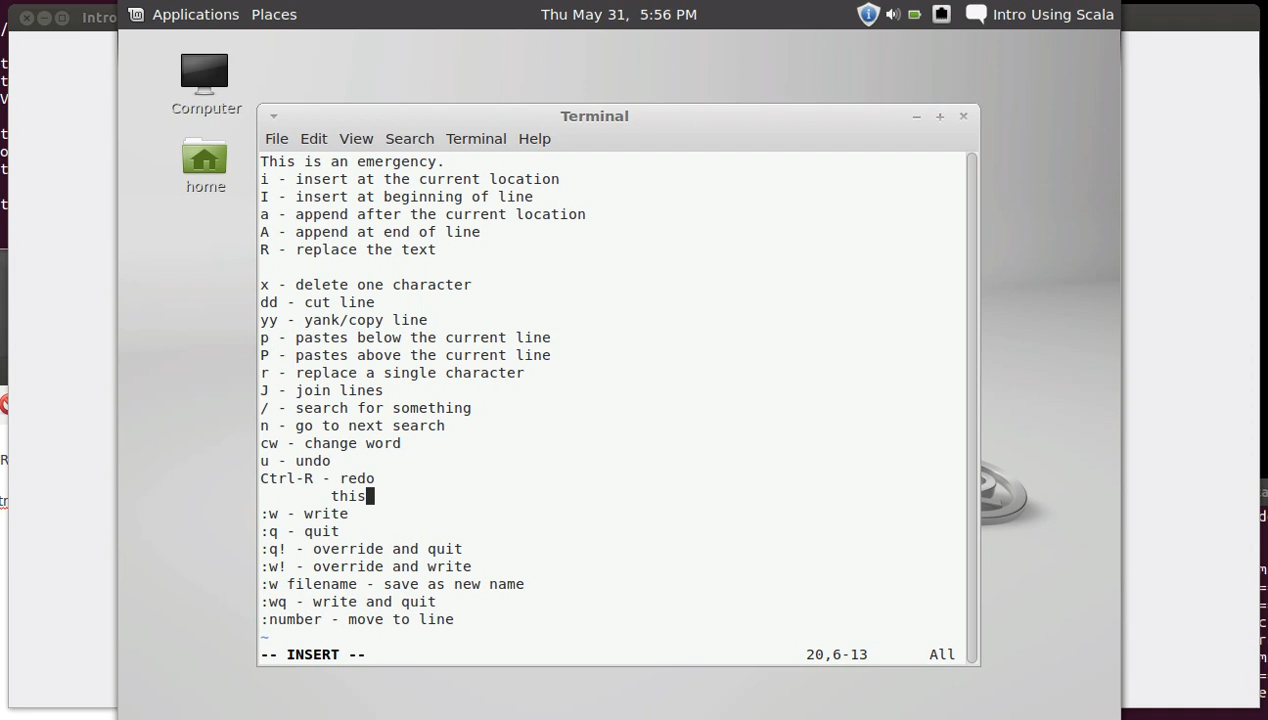 Intro
Applications Places Thu May 31, 5:56 PM Intro Using Scala
Computer
home
Terminal
File Edit View Search Terminal Help
This is an emergency.
i - insert at the current location
I - insert at beginning of line
a - append after the current location
A - append at end of line
R - replace the text
x - delete one character
dd - cut line
yy - yank/copy line
p - pastes below the current line
P - pastes above the current line
r - replace a single character
J - join lines
/ - search for something
n - go to next search
cw - change word
u - undo
Ctrl-R - redo
this
:w - write
:q - quit
:q! - override and quit
:w! - override and write
:w filename - save as new name
:wq - write and quit
:number - move to line
~
-- INSERT -- 20,6-13 All